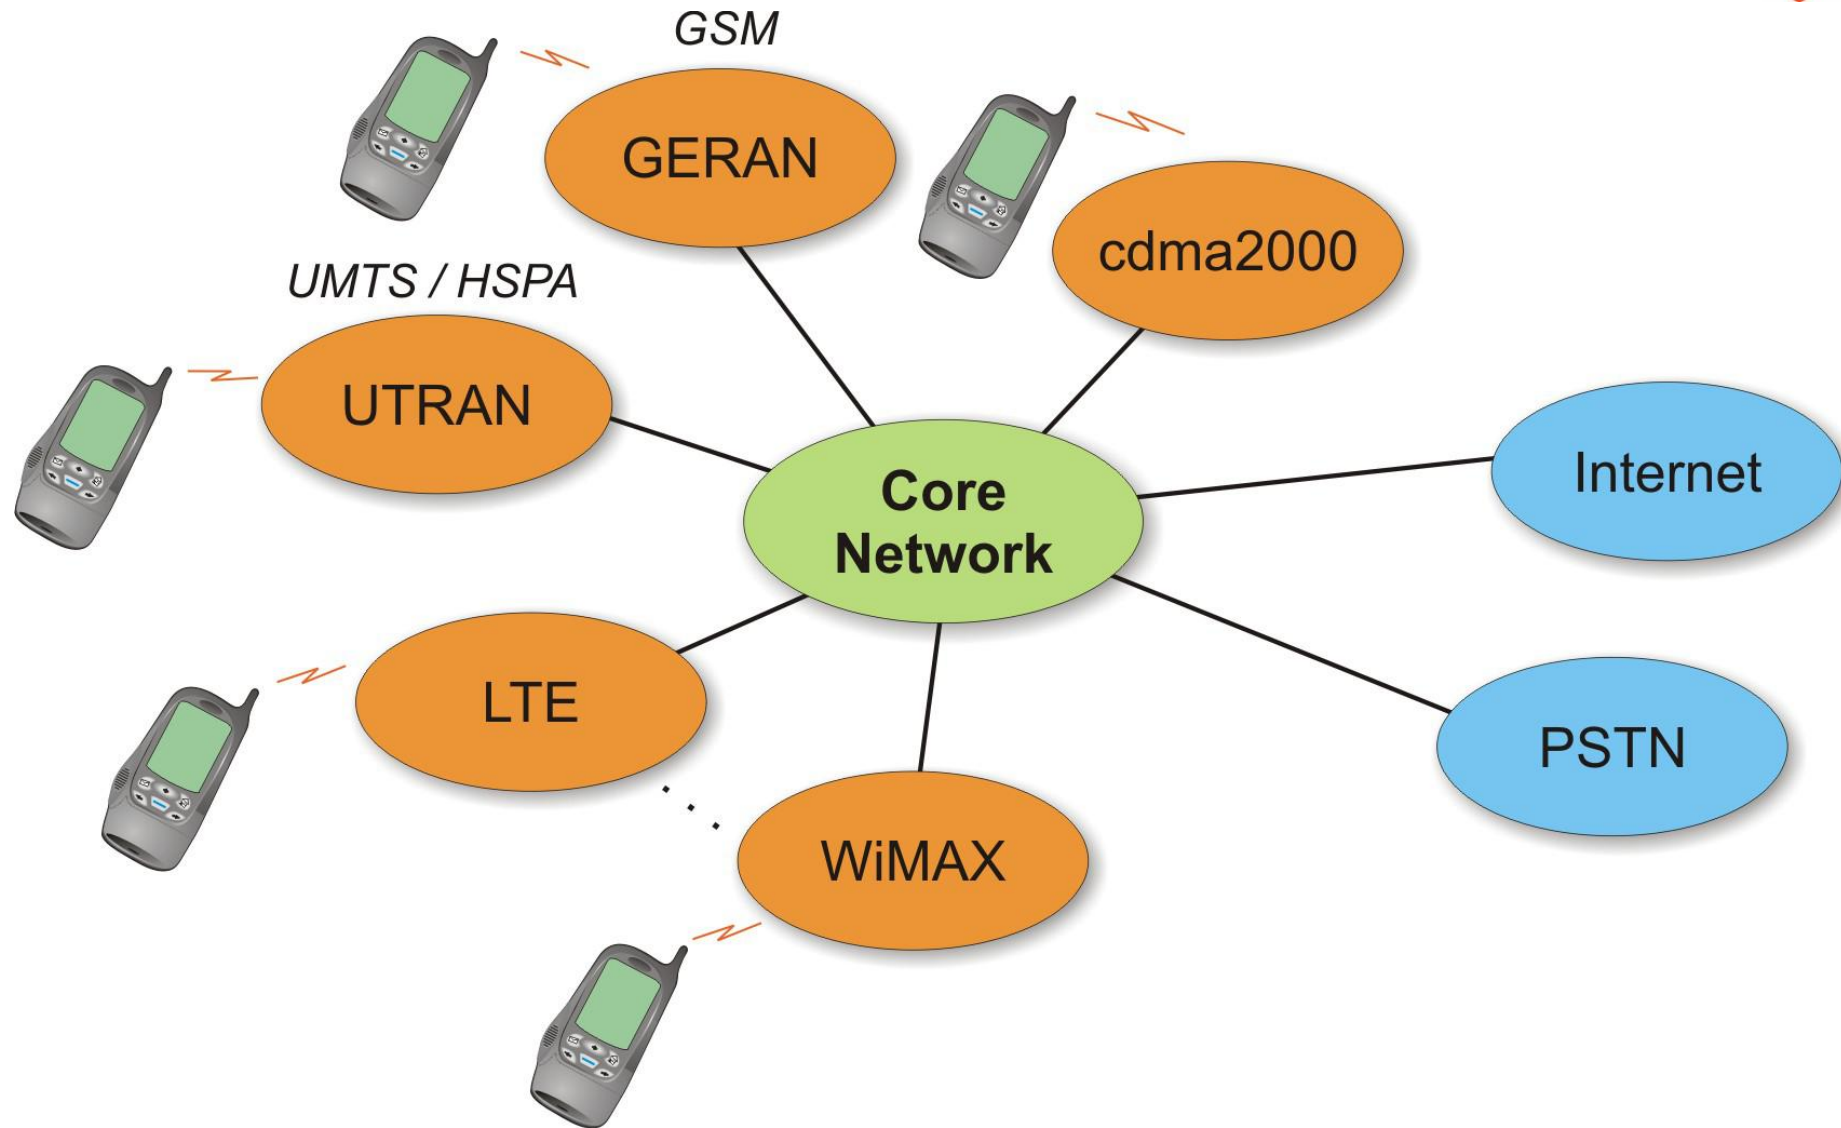 GSM
GERAN
cdma2000
UMTS / HSPA
UTRAN
Internet
Core
Network
LTE
PSTN
WiMAX